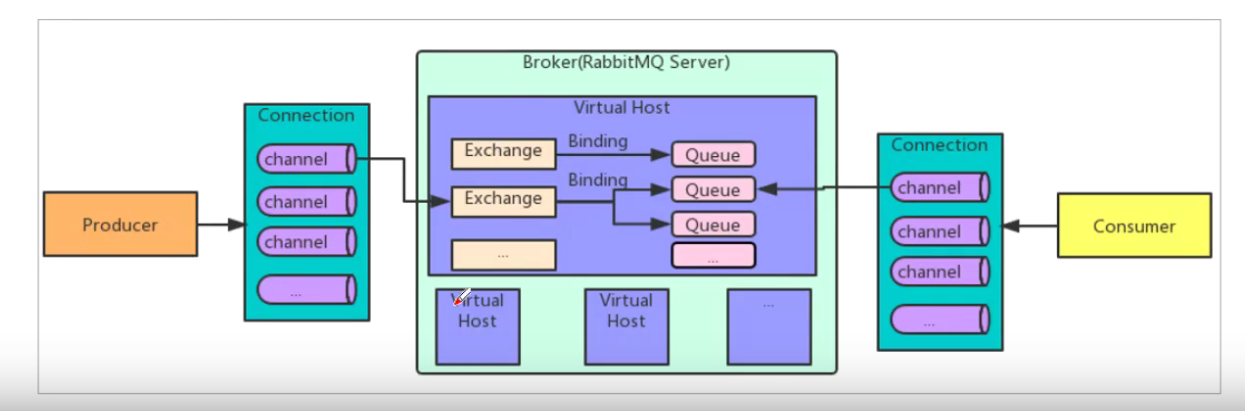 Broker(RabbitMQ Server)
Virtual Host
Connection
channel
channel
channel
...
Producer
Exchange
Binding
Queue
Exchange
Binding
Queue
Queue
...
...
Virtual
Host
Virtual
Host
...
Connection
channel
channel
channel
...
Consumer